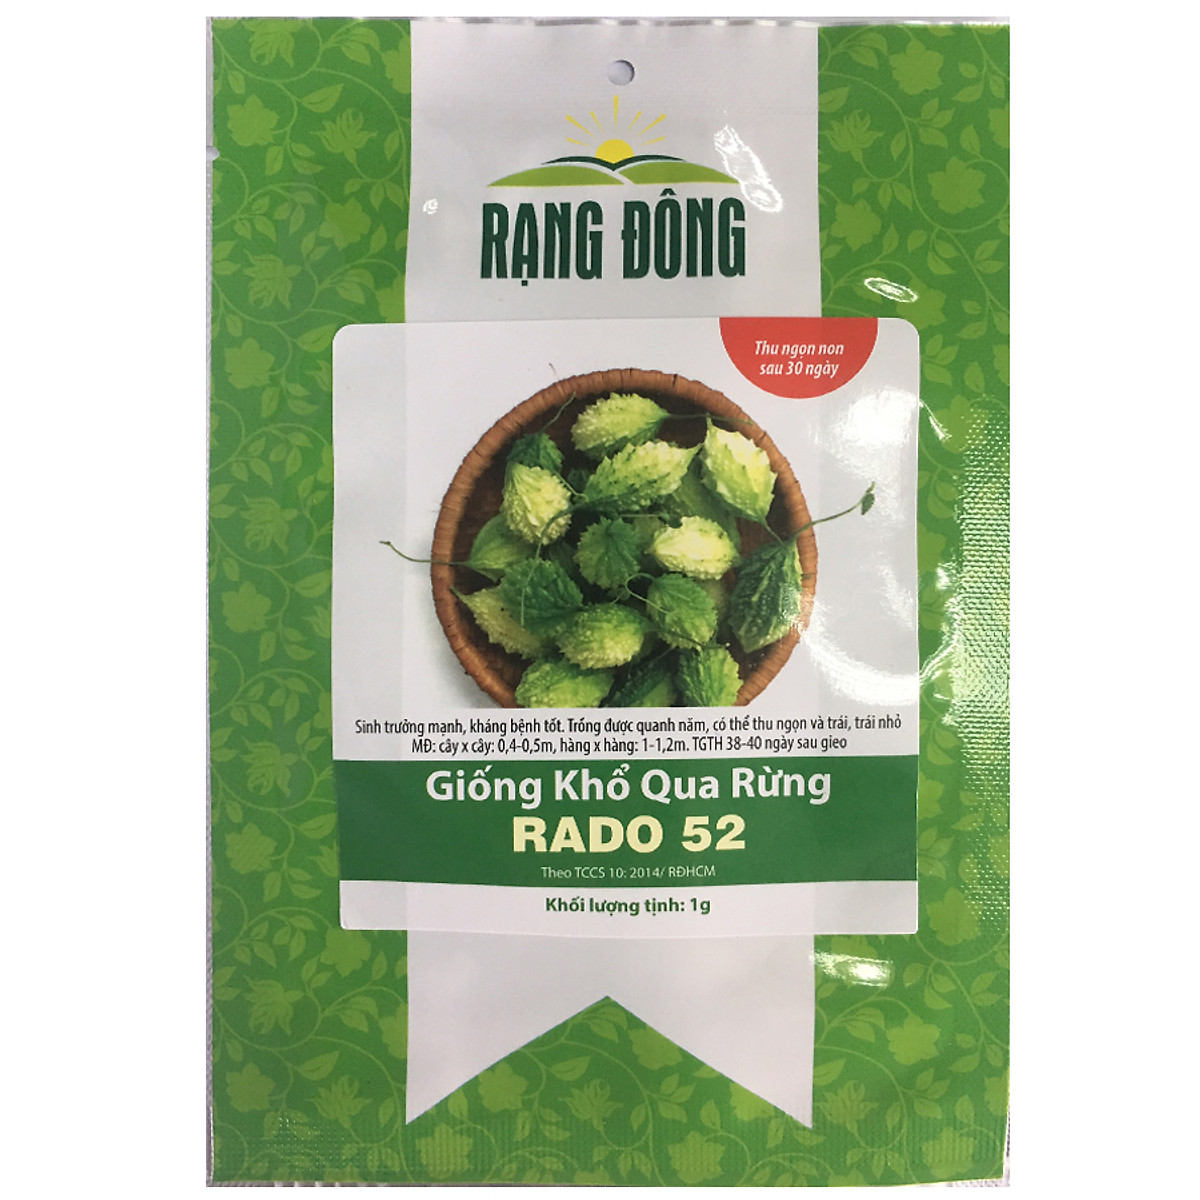 RẠNG ĐÔNG
Thu ngọn non
sau 30 ngày
Sinh trưởng mạnh, kháng bệnh tốt. Trồng được quanh năm, có thể thu ngọn và trái, trái nhỏ
MĐ: cây x cây: 0,4-0,5m, hàng x hàng: 1-1,2m. TGTH 38-40 ngày sau gieo
Giống Khổ Qua Rừng
RADO 52
Theo TCCS 10: 2014/ RĐHCM
Khối lượng tịnh: 1g